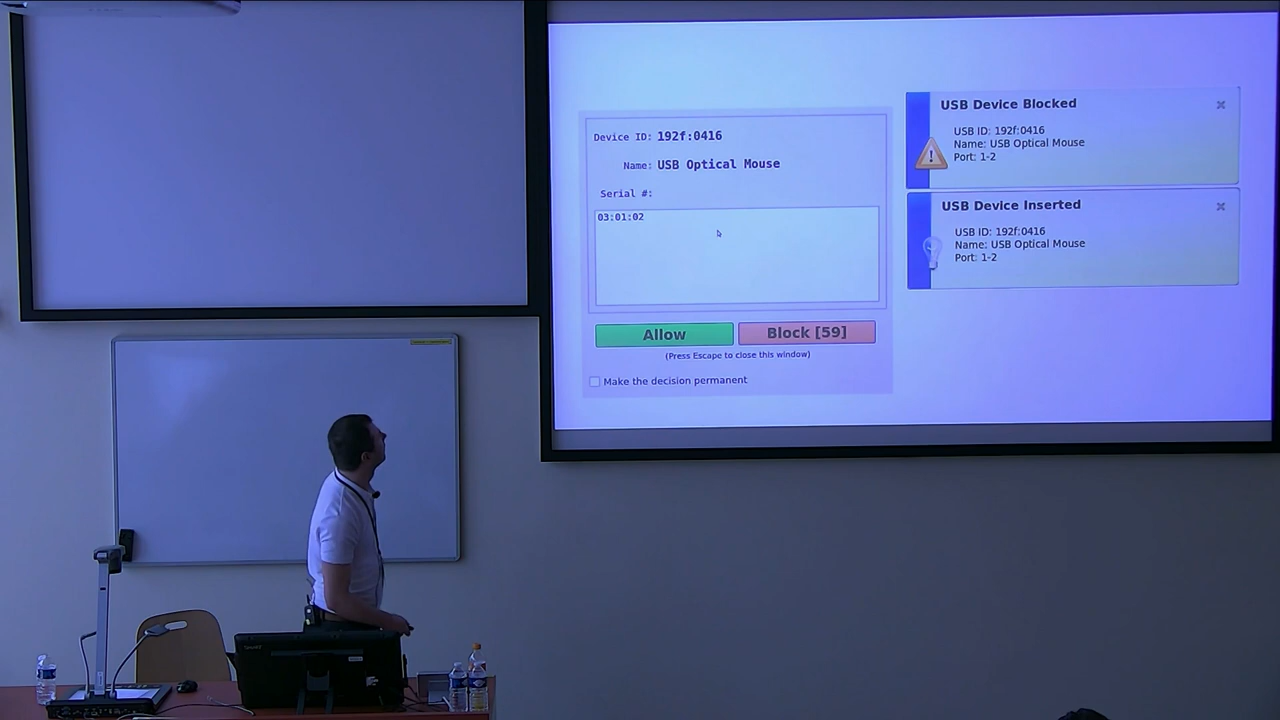 Device ID: 192f:0416
Name: USB Optical Mouse
Serial #:
03:01:02
Allow
Block [59]
(Press Escape to close this window)
Make the decision permanent
USB Device Blocked
USB ID: 192f:0416
Name: USB Optical Mouse
Port: 1-2
USB Device Inserted
USB ID: 192f:0416
Name: USB Optical Mouse
Port: 1-2